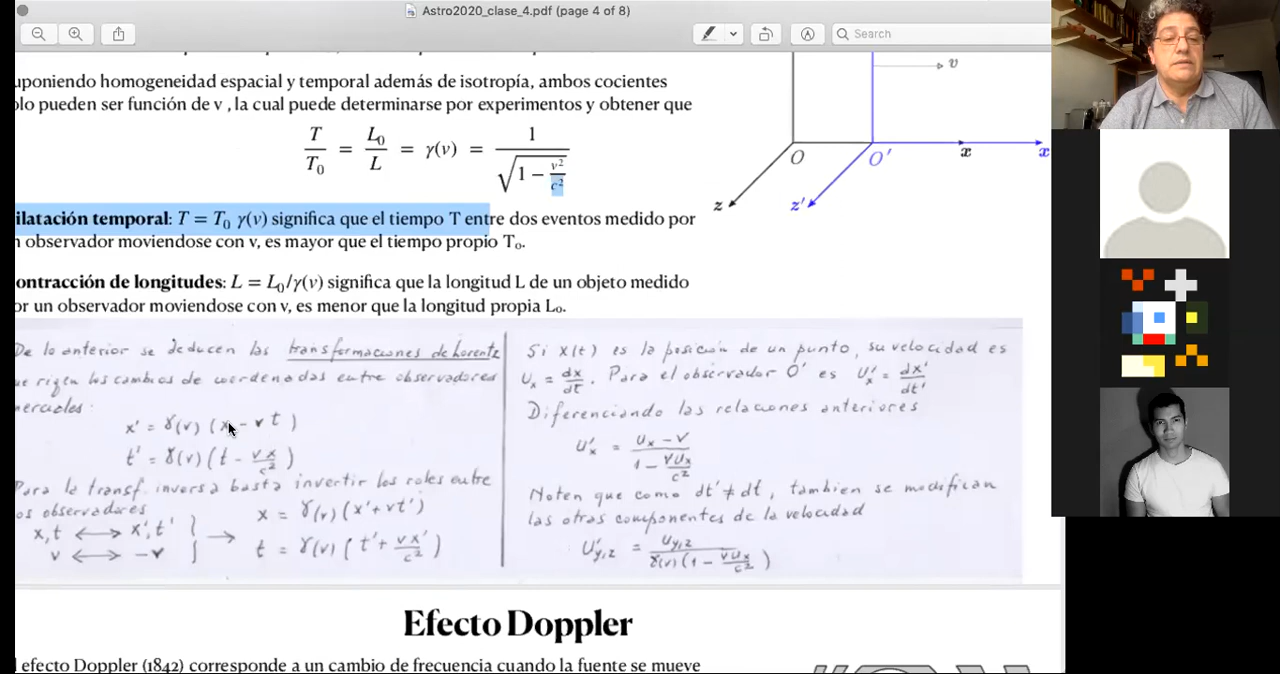 Astro2020_clase_4.pdf (page 4 of 8)
Search
uponiendo homogeneidad espacial y temporal además de isotropía, ambos cocientes
olo pueden ser función de v , la cual puede determinarse por experimentos y obtener que
T/T₀ = L₀/L = γ(v) = 1/√(1 − v²/c²)
v
O
O'
x
x
z
z'
ilatación temporal: T = T₀ γ(v) significa que el tiempo T entre dos eventos medido por
n observador moviendose con v, es mayor que el tiempo propio T₀.
ontracción de longitudes: L = L₀/γ(v) significa que la longitud L de un objeto medido
or un observador moviendose con v, es menor que la longitud propia L₀.
De lo anterior se deducen las transformaciones de Lorentz
ue rigen los cambios de coordenadas entre observadores
nerciales:
x' = γ(v) (x − v t)
t' = γ(v) (t − vx/c²)
Para la transf. inversa basta invertir los roles entre
os observadores
x,t ⟷ x',t'
v ⟷ −v
→
x = γ(v) (x' + vt')
t = γ(v) (t' + vx'/c²)
Si x(t) es la posición de un punto, su velocidad es
Uₓ = dx/dt. Para el observador O' es U'ₓ = dx'/dt'
Diferenciando las relaciones anteriores
U'ₓ = (Uₓ − v)/(1 − vUₓ/c²)
Noten que como dt' ≠ dt, tambien se modifican
las otras componentes de la velocidad
U'y,z = Uy,z/(γ(v)(1 − vUₓ/c²))
Efecto Doppler
efecto Doppler (1842) corresponde a un cambio de frecuencia cuando la fuente se mueve